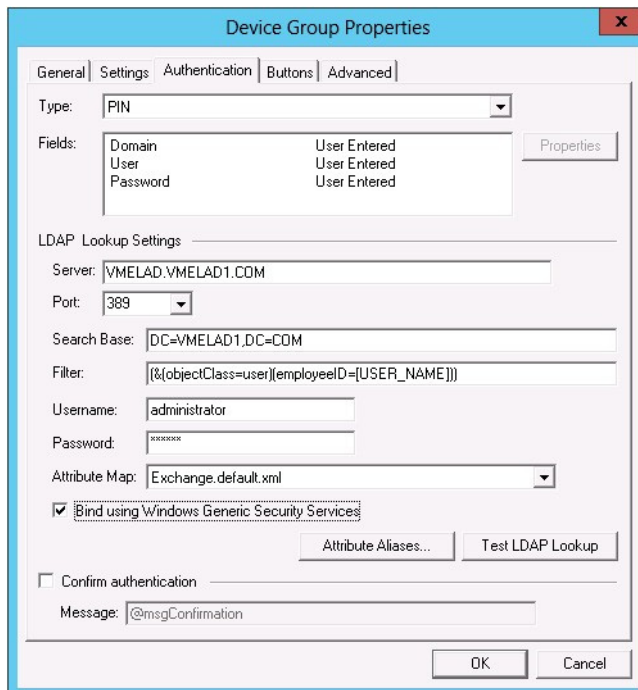 Device Group Properties
x
General Settings Authentication Buttons Advanced
Type: PIN
Fields: Domain User Entered Properties
User User Entered
Password User Entered
LDAP Lookup Settings
Server: VMELAD.VMELAD1.COM
Port: 389
Search Base: DC=VMELAD1,DC=COM
Filter: (&(objectClass=user)(employeeID=[USER_NAME]))
Username: administrator
Password: ******
Attribute Map: Exchange.default.xml
Bind using Windows Generic Security Services
Attribute Aliases... Test LDAP Lookup
Confirm authentication
Message: @msgConfirmation
OK Cancel